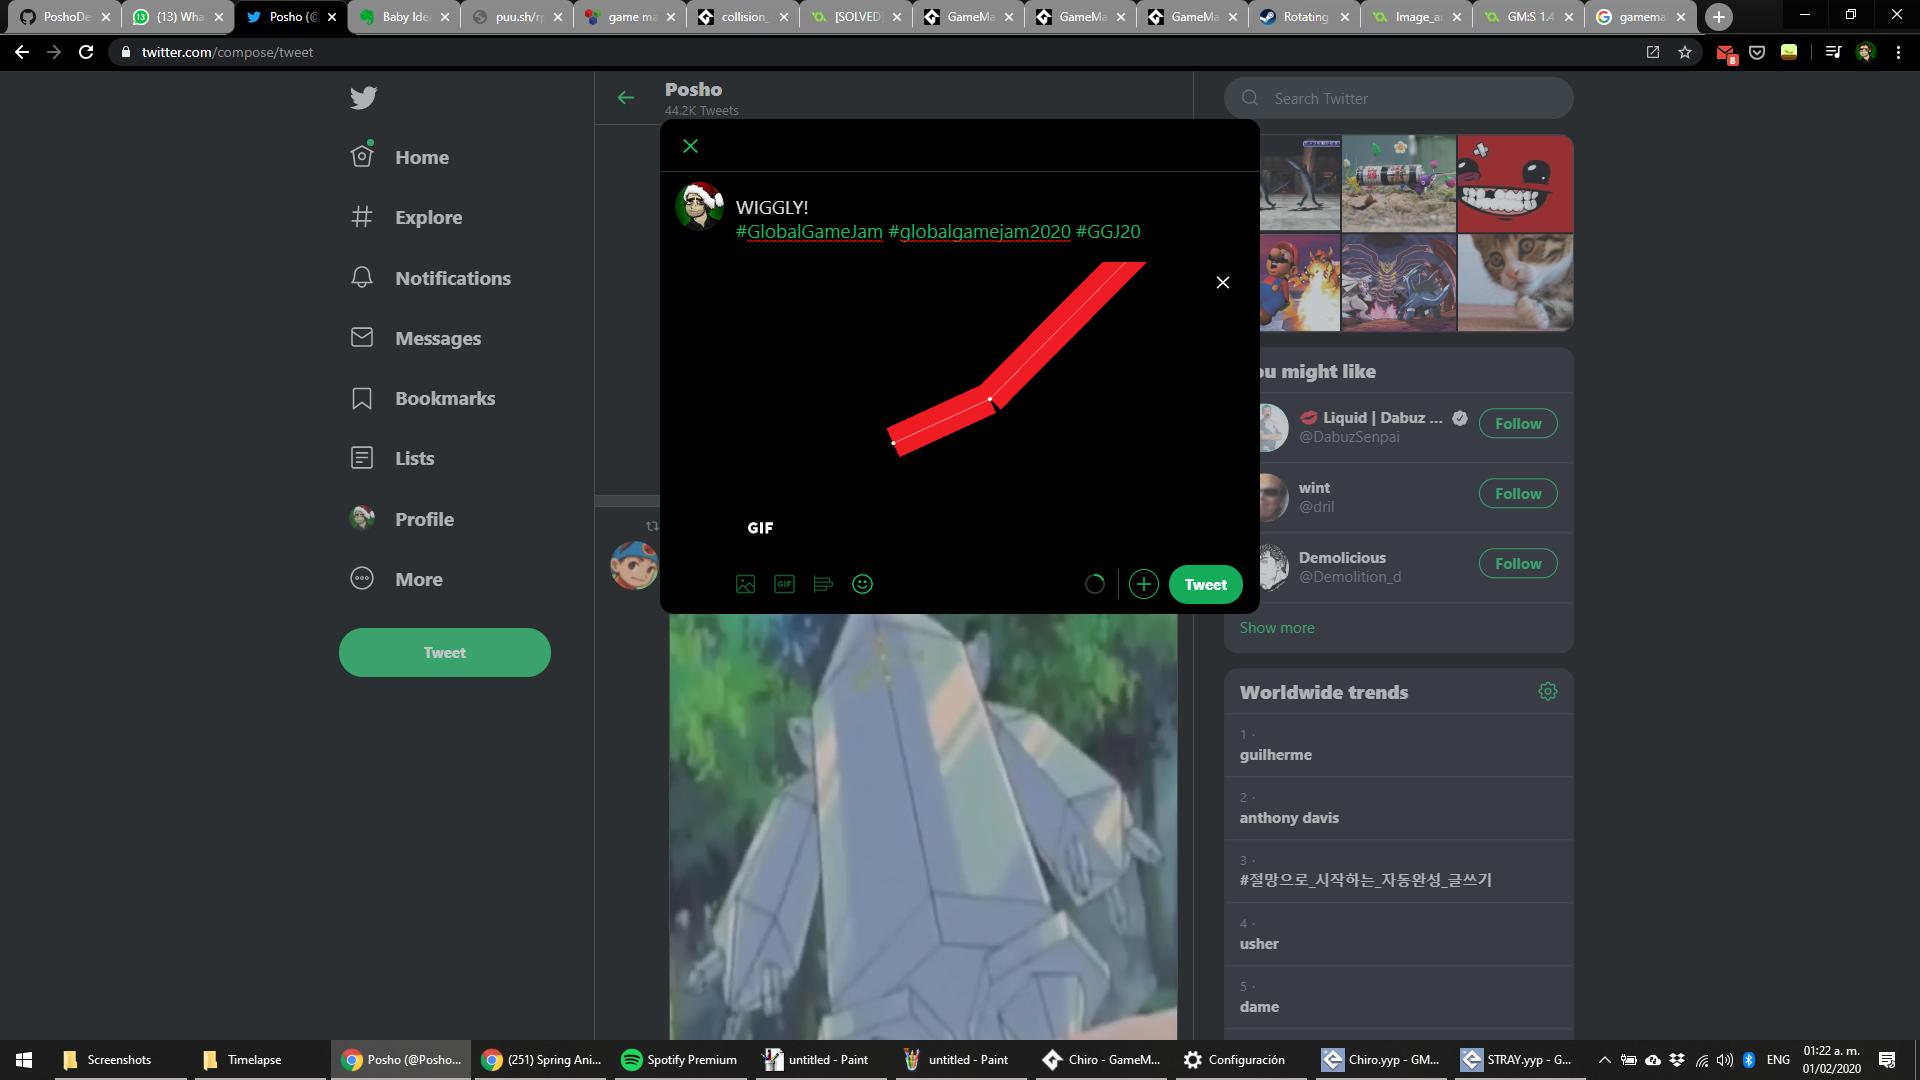 PoshoDe
(13) Wha
Posho (@
Baby Ide
puu.sh/r
game ma
collision_
[SOLVED]
GameMa
GameMa
GameMa
Rotating
Image_a
GM:S 1.4
gamema
twitter.com/compose/tweet
8
Posho
44.2K Tweets
Search Twitter
Home
Explore
Notifications
Messages
Bookmarks
Lists
Profile
More
Tweet
WIGGLY!
#GlobalGameJam #globalgamejam2020 #GGJ20
GIF
GIF
Tweet
ou might like
Liquid | Dabuz ...
@DabuzSenpai
Follow
wint
@dril
Follow
Demolicious
@Demolition_d
Follow
Show more
Worldwide trends
1 ·
guilherme
2 ·
anthony davis
3 ·
#절망으로_시작하는_자동완성_글쓰기
4 ·
usher
5 ·
dame
Screenshots
Timelapse
Posho (@Posho...
(251) Spring Ani...
Spotify Premium
untitled - Paint
untitled - Paint
Chiro - GameM...
Configuración
Chiro.yyp - GM...
STRAY.yyp - G...
ENG
01:22 a. m.
01/02/2020